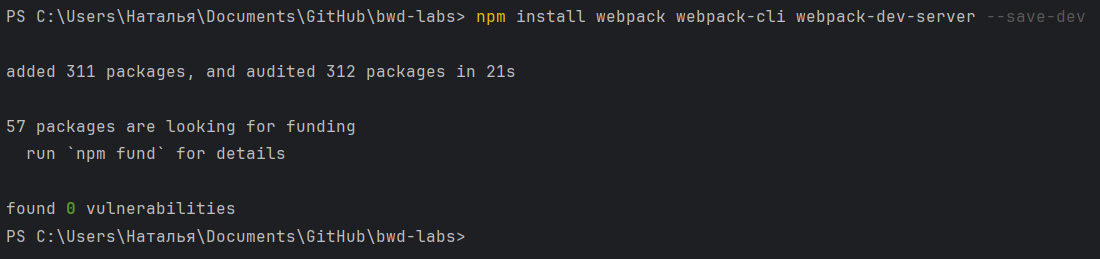 PS C:\Users\Наталья\Documents\GitHub\bwd-labs> npm install webpack webpack-cli webpack-dev-server --save-dev
added 311 packages, and audited 312 packages in 21s
57 packages are looking for funding
  run `npm fund` for details
found 0 vulnerabilities
PS C:\Users\Наталья\Documents\GitHub\bwd-labs>